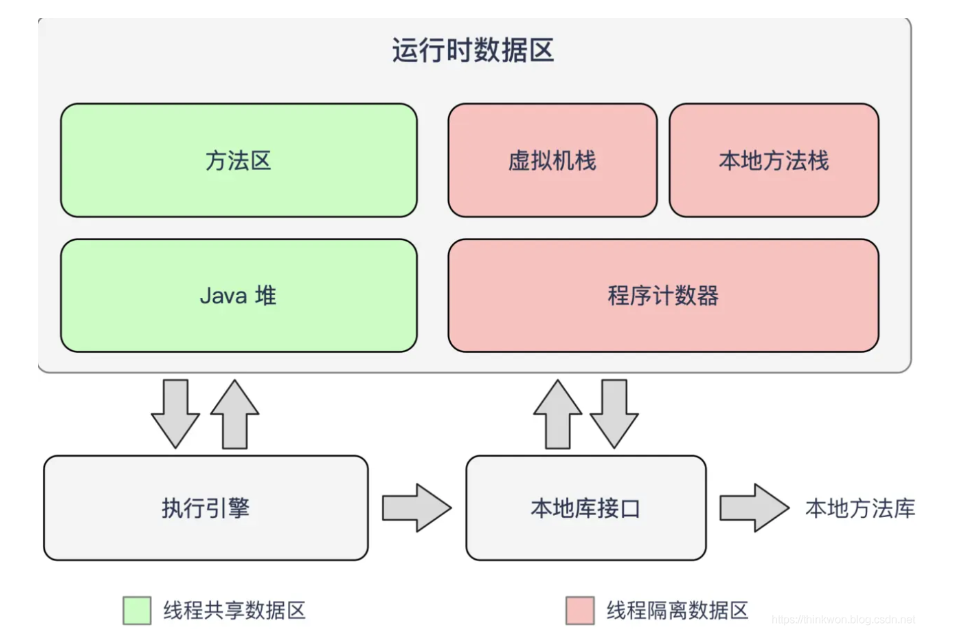 运行时数据区
方法区
虚拟机栈
本地方法栈
Java 堆
程序计数器
执行引擎
本地库接口
本地方法库
线程共享数据区
线程隔离数据区
https://thinkwon.blog.csdn.net